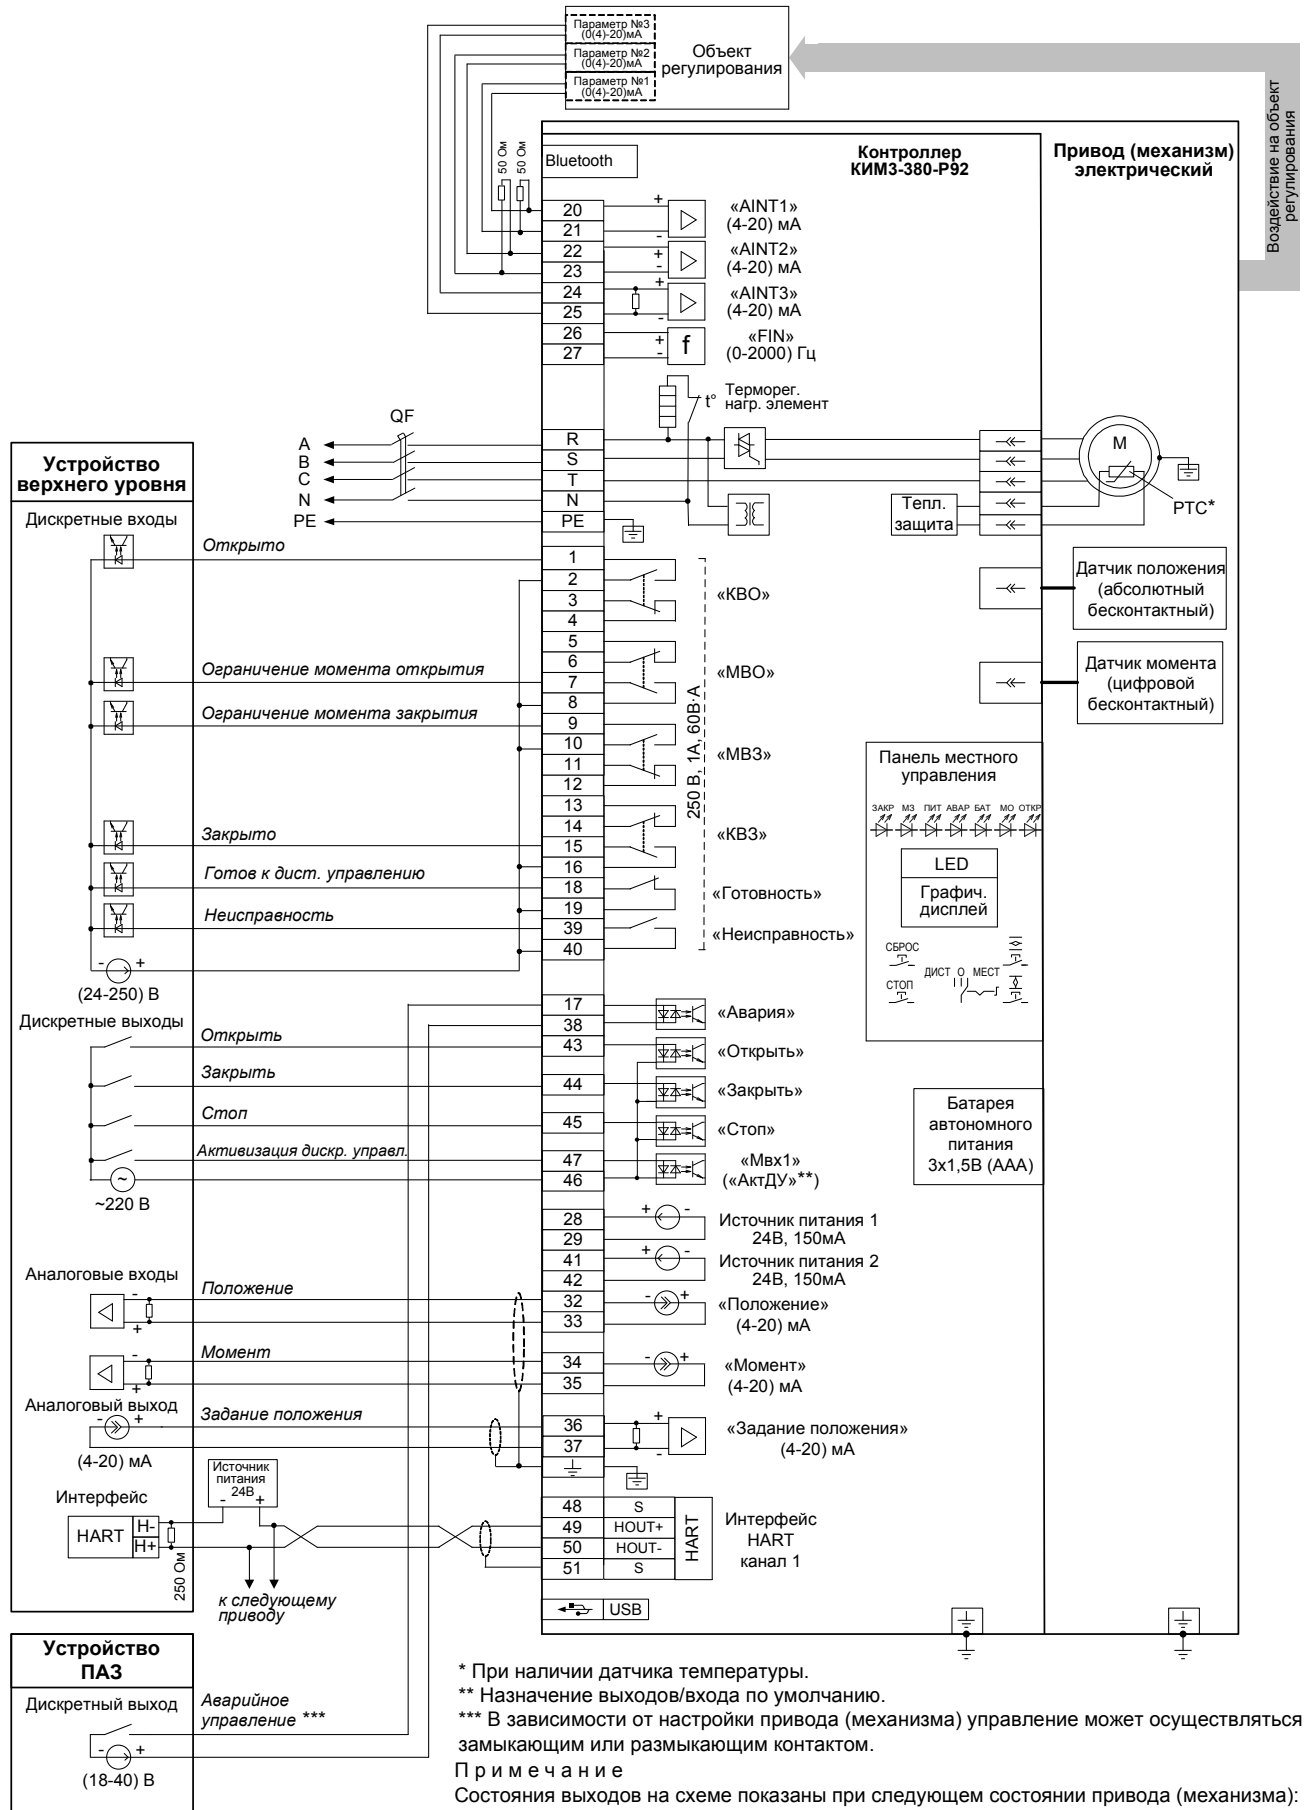 Параметр №3
(0(4)-20)мА
Параметр №2
(0(4)-20)мА
Параметр №1
(0(4)-20)мА
Объект
регулирования
Воздействие на объект
регулирования
50 Ом
50 Ом
Bluetooth
Контроллер
КИМ3-380-Р92
Привод (механизм)
электрический
20
21
22
23
24
25
26
27
+
-
«AINT1»
(4-20) мА
+
-
«AINT2»
(4-20) мА
+
-
«AINT3»
(4-20) мА
+
-
f
«FIN»
(0-2000) Гц
t°
Терморег.
нагр. элемент
QF
A
B
C
N
PE
R
S
T
N
PE
M
PTC*
Тепл.
защита
Устройство
верхнего уровня
Дискретные входы
Открыто
Ограничение момента открытия
Ограничение момента закрытия
Закрыто
Готов к дист. управлению
Неисправность
- +
(24-250) В
1
2
3
4
5
6
7
8
9
10
11
12
13
14
15
16
18
19
39
40
«КВО»
«МВО»
«МВЗ»
«КВЗ»
«Готовность»
«Неисправность»
250 В, 1А, 60В·А
Датчик положения
(абсолютный
бесконтактный)
Датчик момента
(цифровой
бесконтактный)
Панель местного
управления
ЗАКР МЗ ПИТ АВАР БАТ МО ОТКР
LED
Графич.
дисплей
СБРОС
СТОП
ДИСТ О МЕСТ
Дискретные выходы
Открыть
Закрыть
Стоп
Активизация дискр. управл.
~
~220 В
17
38
43
44
45
47
46
«Авария»
«Открыть»
«Закрыть»
«Стоп»
«Мвх1»
(«АктДУ»**)
Батарея
автономного
питания
3х1,5В (ААА)
28
29
41
42
32
33
34
35
36
37
+ -
Источник питания 1
24В, 150мА
+ -
Источник питания 2
24В, 150мА
- +
«Положение»
(4-20) мА
- +
«Момент»
(4-20) мА
+
-
«Задание положения»
(4-20) мА
Аналоговые входы
Положение
-
+
Момент
-
+
Аналоговый выход
Задание положения
- +
(4-20) мА
Источник
питания
24В
- +
Интерфейс
HART
H-
H+
250 Ом
к следующему
приводу
48 S
49 HOUT+
50 HOUT-
51 S
HART
Интерфейс
HART
канал 1
USB
Устройство
ПАЗ
Дискретный выход
Аварийное
управление ***
- +
(18-40) В
* При наличии датчика температуры.
** Назначение выходов/входа по умолчанию.
*** В зависимости от настройки привода (механизма) управление может осуществляться
замыкающим или размыкающим контактом.
П р и м е ч а н и е
Состояния выходов на схеме показаны при следующем состоянии привода (механизма):